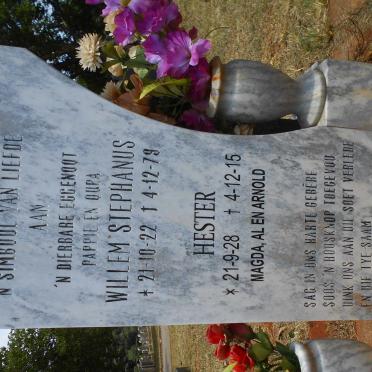 'N SIMBOOL VAN LIEFDE
AAN
'N DIERBARE EGGENOOT
PAPPIE EN OUPA
WILLEM STEPHANUS
* 21-10-22 † 4-12-79
HESTER
* 21-9-28 † 4-12-15
MAGDA, AL EN ARNOLD
SAG IN ONS HARTE GEBÊRE
SOOS 'N ROOSKNOP TOEGEVOU
DINK ONS AAN DIE SOET VERLEDE
EN DIE TYE SAAM